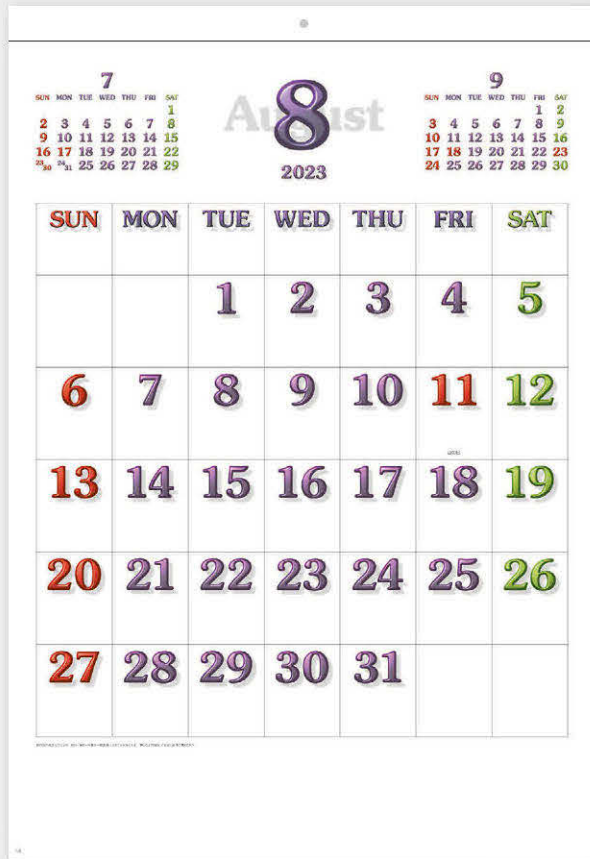 7
SUN MON TUE WED THU FRI SAT
1
2 3 4 5 6 7 8
9 10 11 12 13 14 15
16 17 18 19 20 21 22
23/30 24/31 25 26 27 28 29
August
8
2023
9
SUN MON TUE WED THU FRI SAT
1 2
3 4 5 6 7 8 9
10 11 12 13 14 15 16
17 18 19 20 21 22 23
24 25 26 27 28 29 30
SUN MON TUE WED THU FRI SAT
1 2 3 4 5
6 7 8 9 10 11 12
13 14 15 16 17 18 19
20 21 22 23 24 25 26
27 28 29 30 31